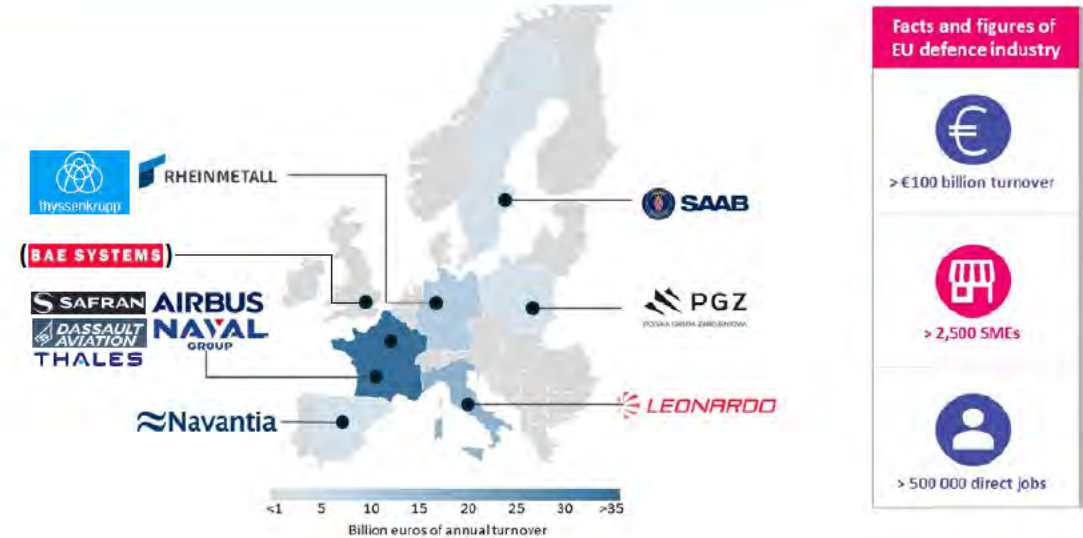 thyssenkrupp
RHEINMETALL
(BAE SYSTEMS)
SAFRAN
AIRBUS
DASSAULT
AVIATION
NAVAL
GROUP
THALES
Navantia
SAAB
PGZ
POLSKA GRUPA ZBROJENIOWA
LEONARDO
<1 5 10 15 20 25 30 >35
Billion euros of annual turnover
Facts and figures of
EU defence industry
€
> €100 billion turnover
> 2,500 SMEs
> 500 000 direct jobs